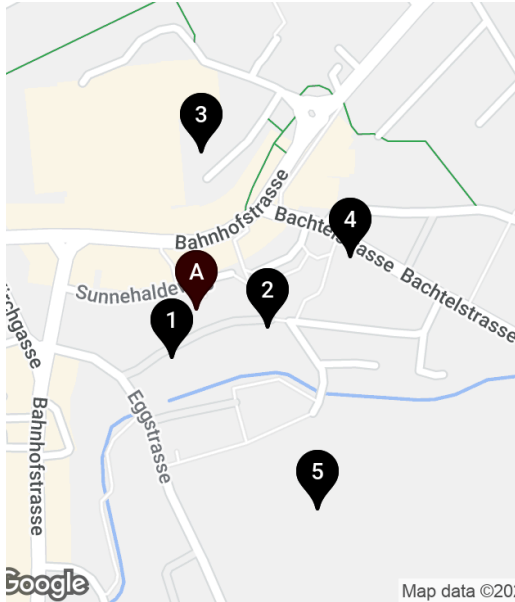 3
Bahnhofstrasse
4
Bachtelstrasse
Bachtelstrasse
A
Sunnehalde
2
1
Bahnhofstrasse
Eggstrasse
5
Google
Map data ©202